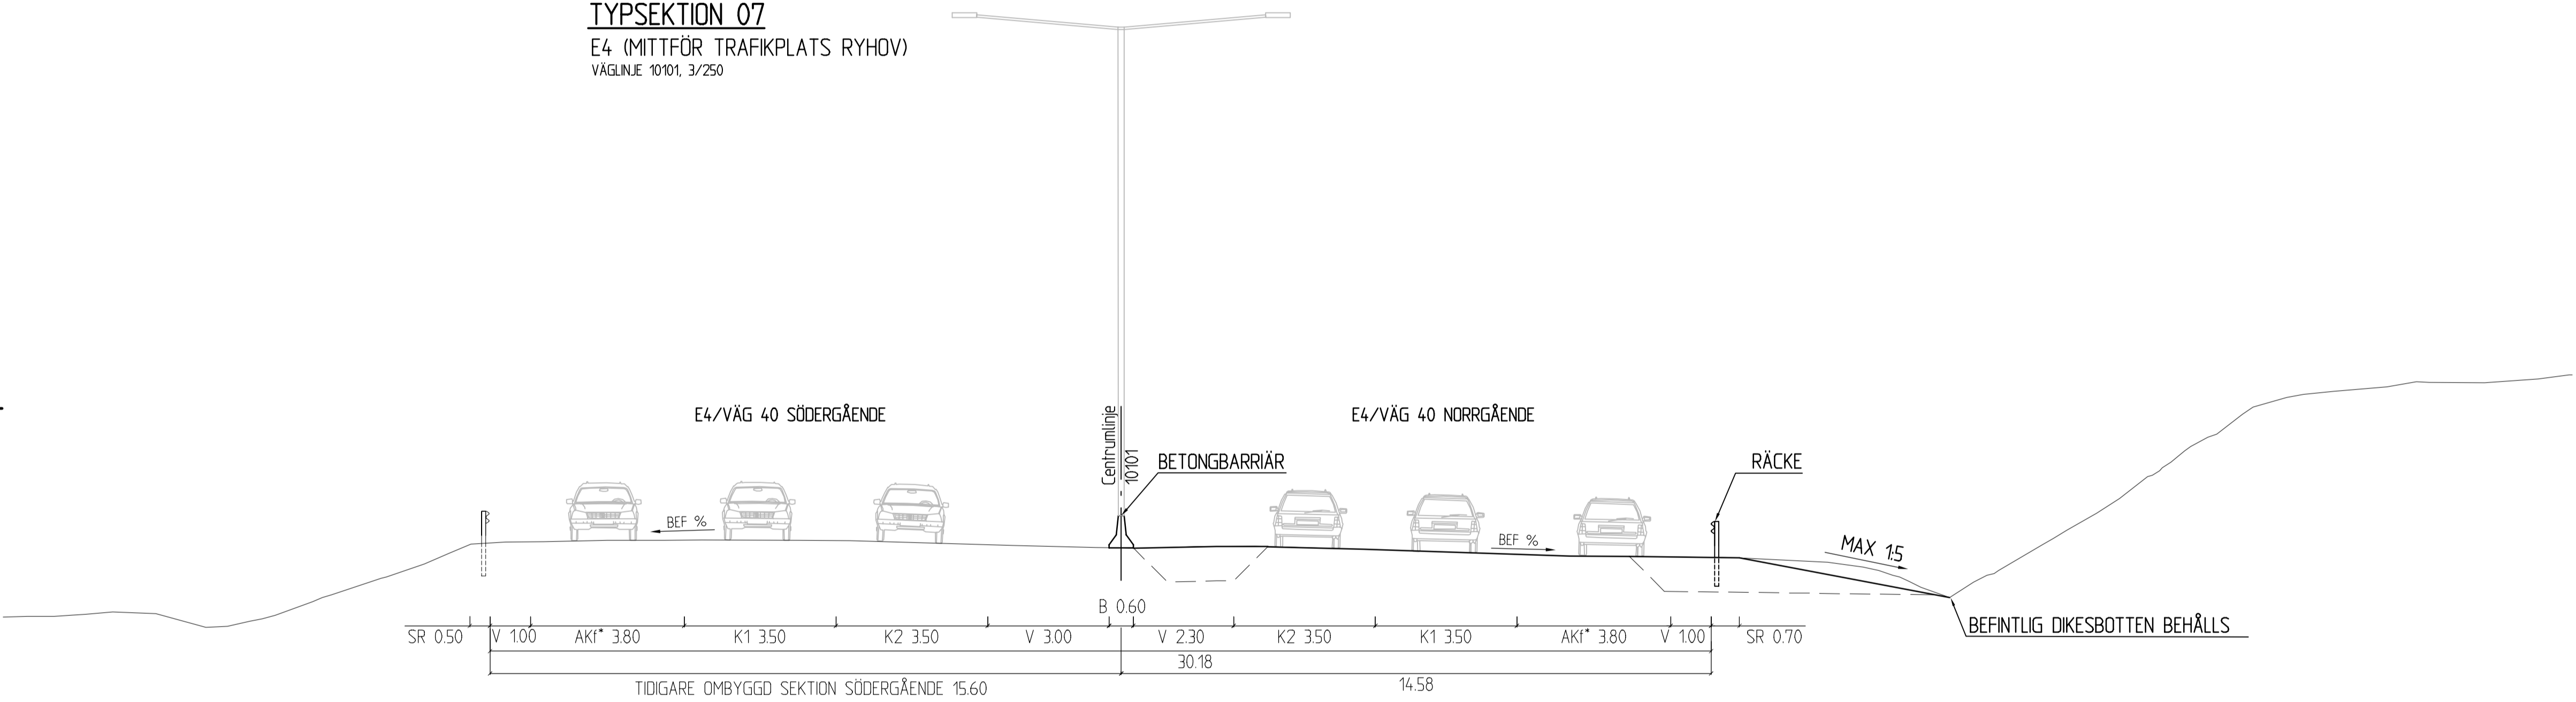 TYPSEKTION 07
E4 (MITTFÖR TRAFIKPLATS RYHOV)
VÄGLINJE 10101, 3/250
E4/VÄG 40 SÖDERGÅENDE
Centrumlinje
10101
E4/VÄG 40 NORRGÅENDE
BETONGBARRIÄR
RÄCKE
BEF %
BEF %
MAX 1:5
B 0.60
BEFINTLIG DIKESBOTTEN BEHÅLLS
SR 0.50 V 1.00 AKf* 3.80 K1 3.50 K2 3.50 V 3.00 V 2.30 K2 3.50 K1 3.50 AKf* 3.80 V 1.00 SR 0.70
30.18
TIDIGARE OMBYGGD SEKTION SÖDERGÅENDE 15.60
14.58